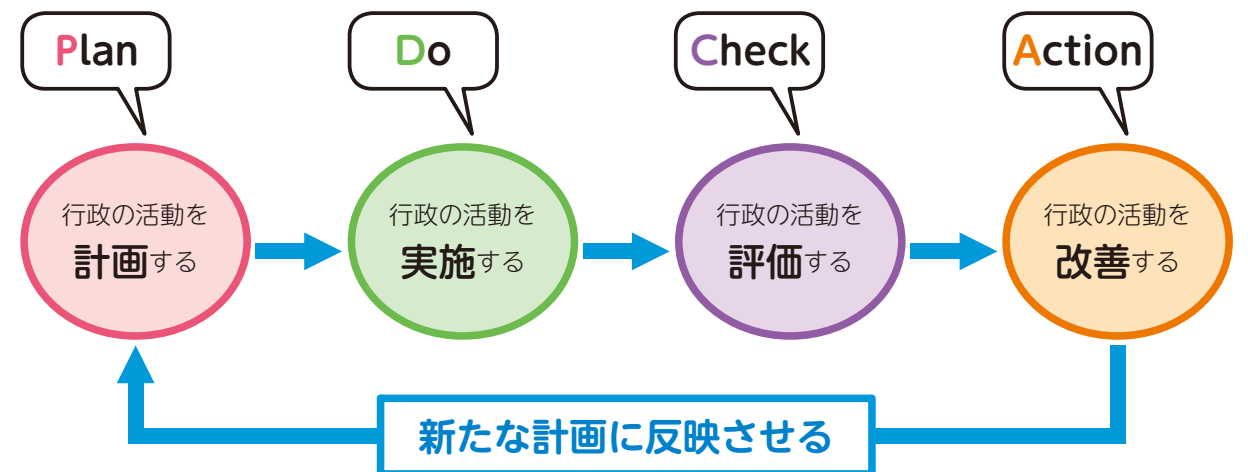 Plan
Do
Check
Action
行政の活動を
計画する
行政の活動を
実施する
行政の活動を
評価する
行政の活動を
改善する
新たな計画に反映させる